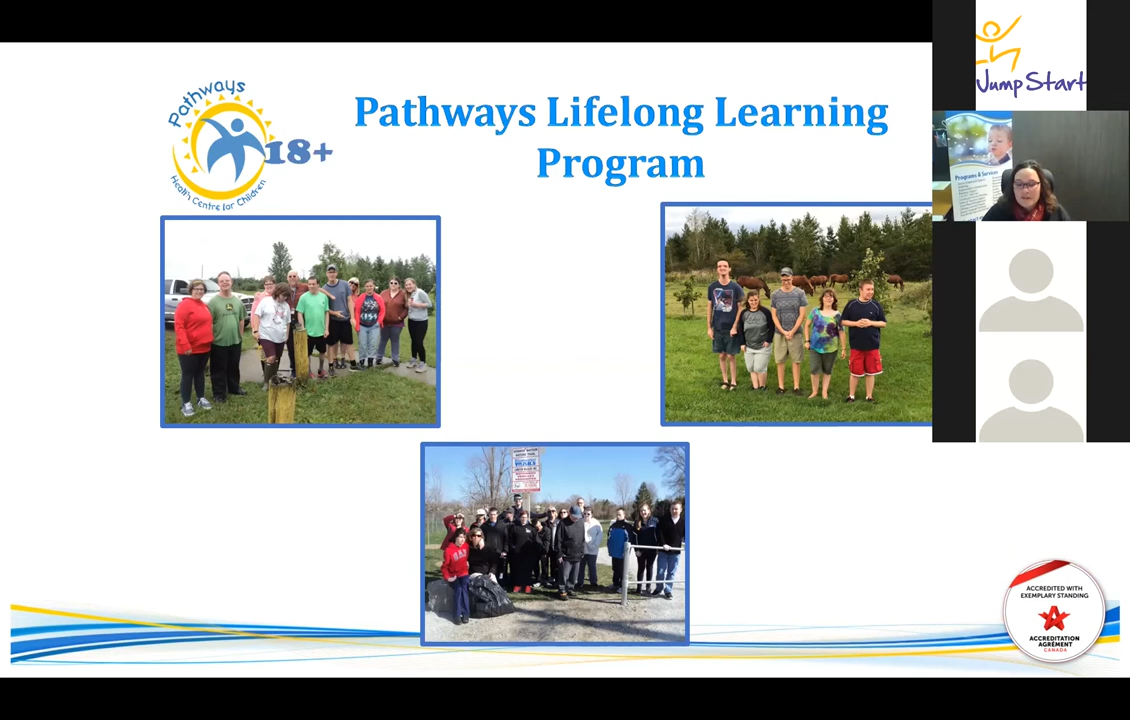 Pathways
18+
Health Centre for Children
Pathways Lifelong Learning
Program
JumpStart
Programs & Services
ACCREDITED WITH
EXEMPLARY STANDING
ACCREDITATION
AGRÉMENT
CANADA